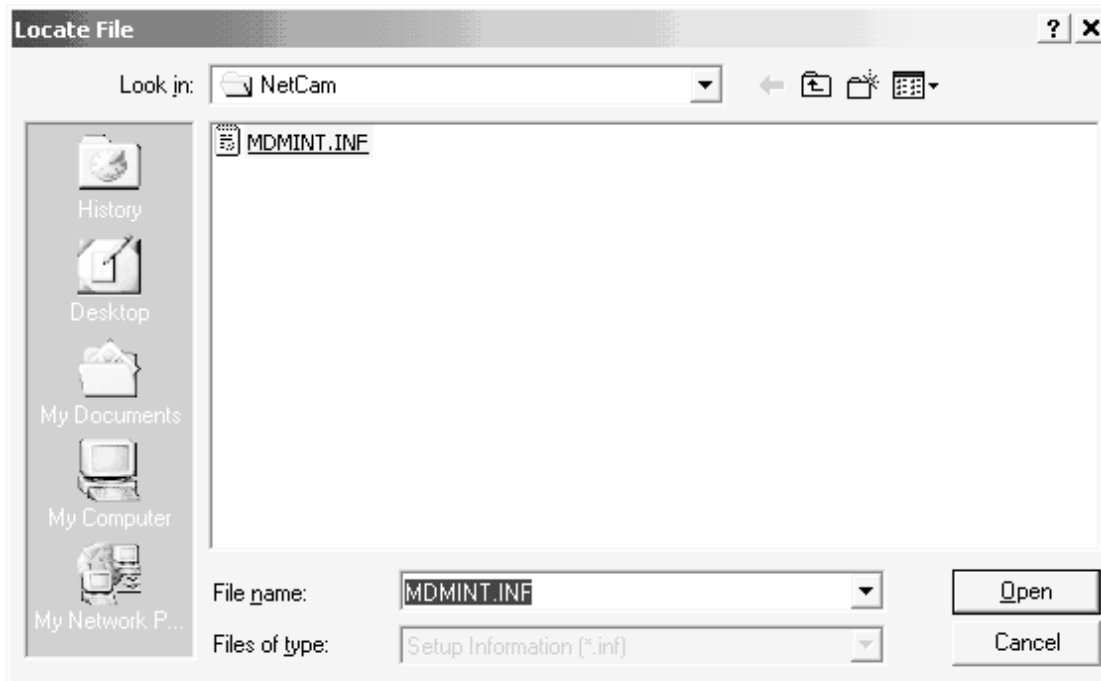 Locate File
Look in: NetCam
MDMINT.INF
History
Desktop
My Documents
My Computer
My Network P...
File name: MDMINT.INF Open
Files of type: Setup Information (*.inf) Cancel